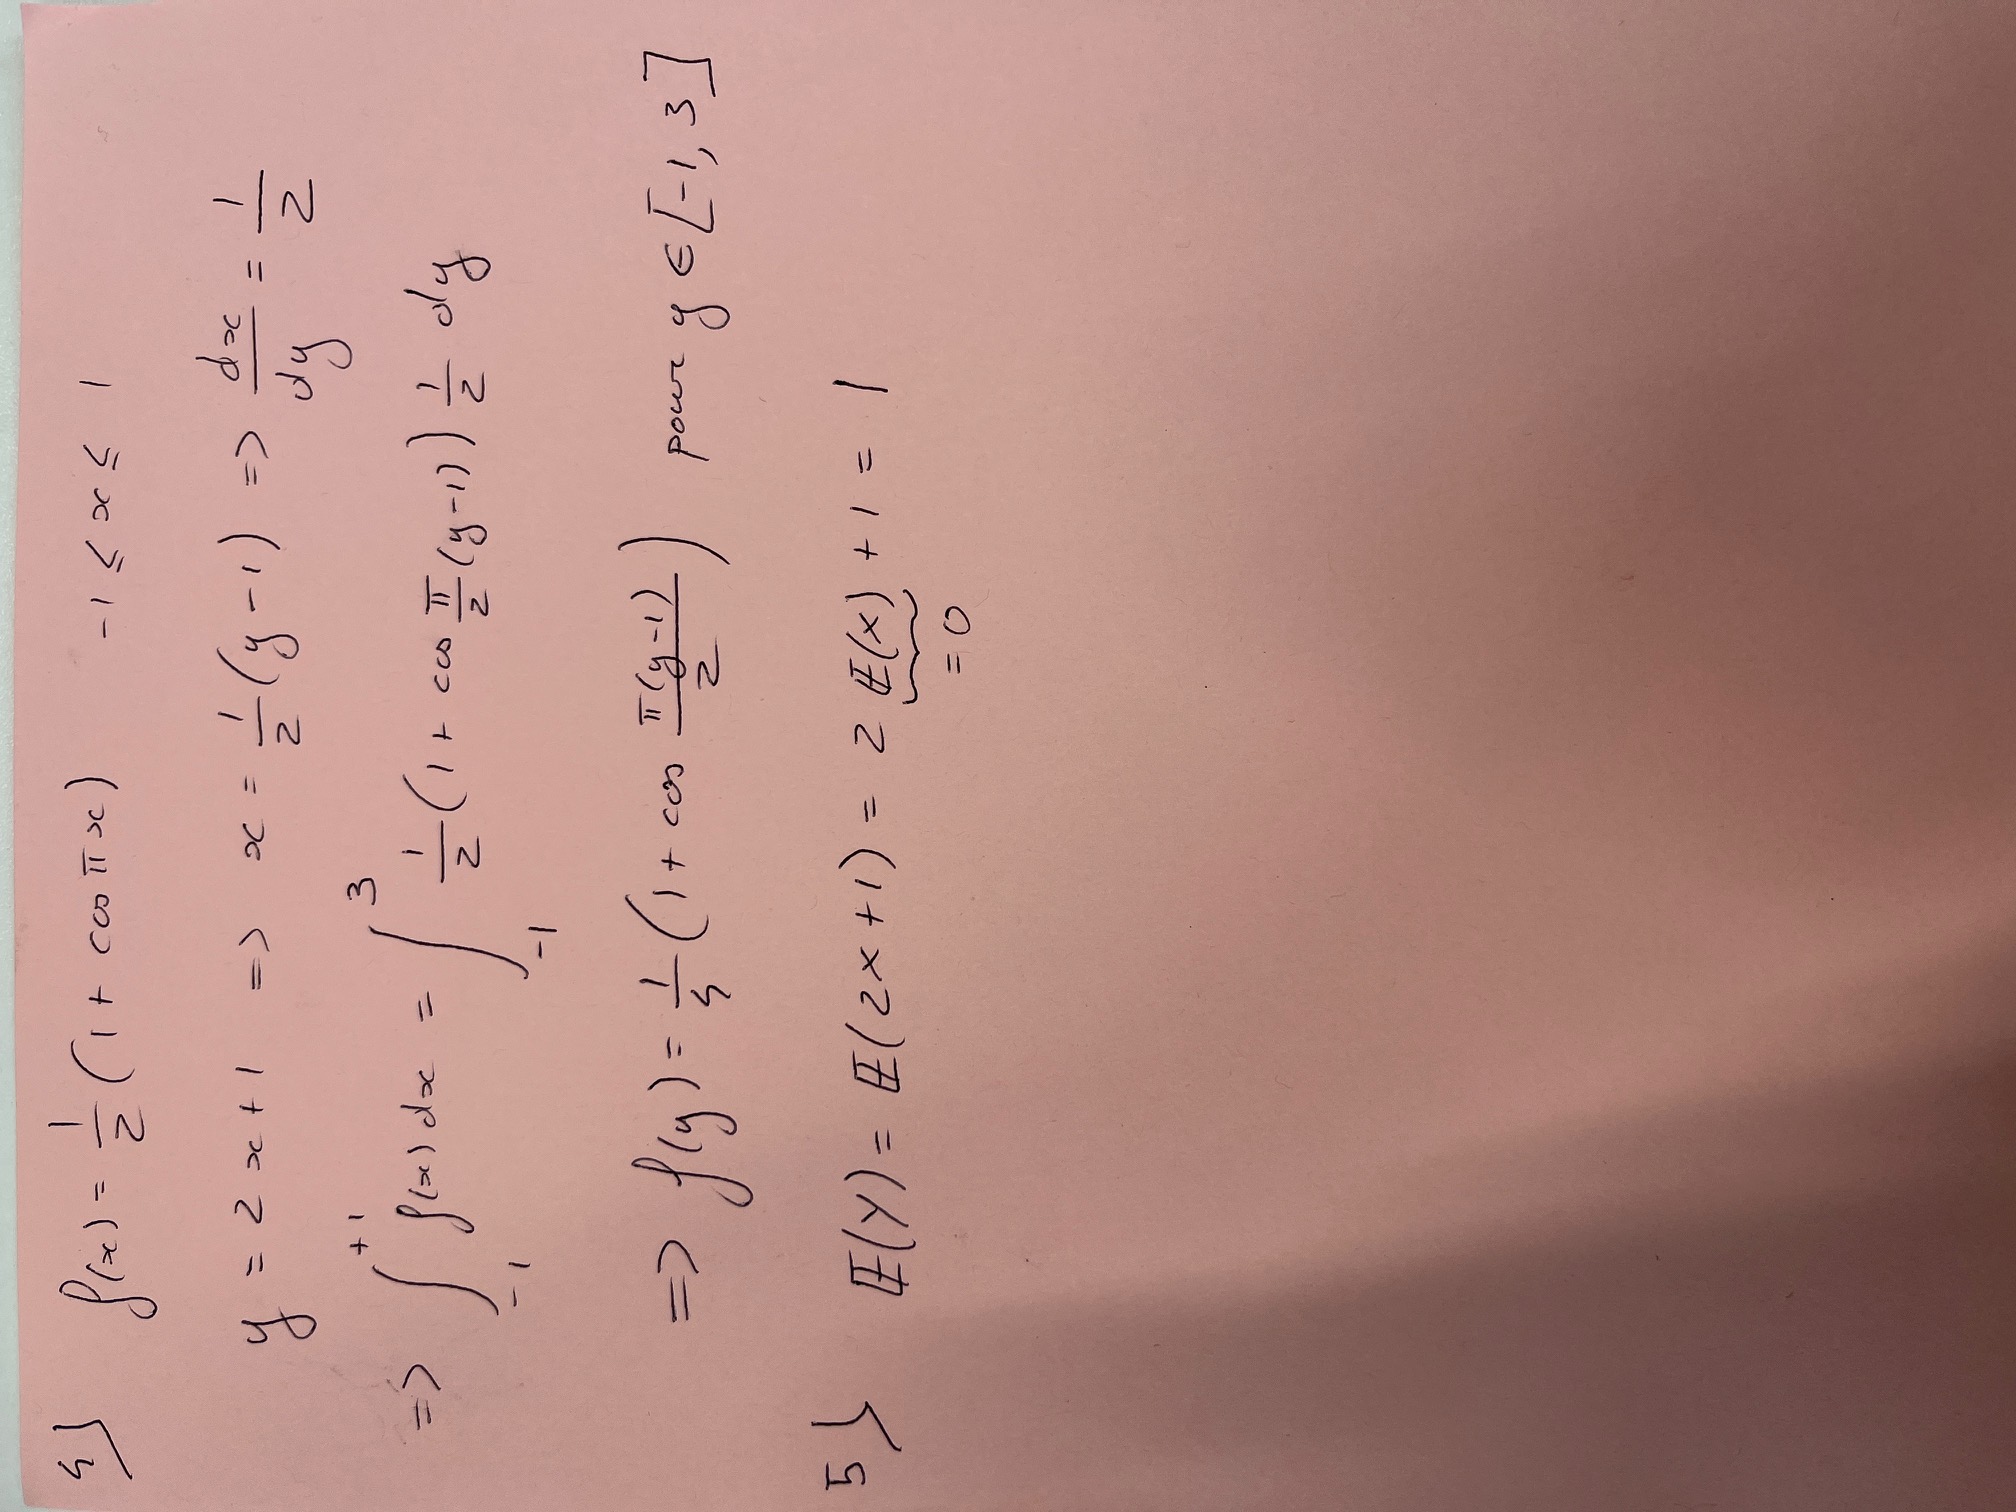 4) f(x) = 1/2 (1 + cos πx) -1 ≤ x ≤ 1
y = 2x+1 => x = 1/2 (y-1) => dx/dy = 1/2
=> ∫_{-1}^{+1} f(x) dx = ∫_{-1}^{3} 1/2 (1 + cos π/2 (y-1)) 1/2 dy
=> f(y) = 1/4 (1 + cos π(y-1)/2) pour y ∈ [-1, 3]
5) 𝔼(Y) = 𝔼(2X+1) = 2 𝔼(X) + 1 = 1
= 0